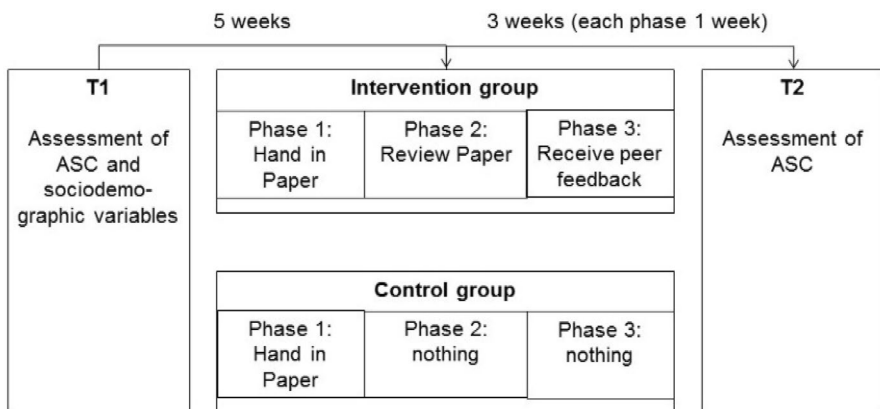 5 weeks
3 weeks (each phase 1 week)
T1
Assessment of
ASC and
sociodemo-
graphic variables
Intervention group
Phase 1:
Hand in
Paper
Phase 2:
Review Paper
Phase 3:
Receive peer
feedback
Control group
Phase 1:
Hand in
Paper
Phase 2:
nothing
Phase 3:
nothing
T2
Assessment of
ASC